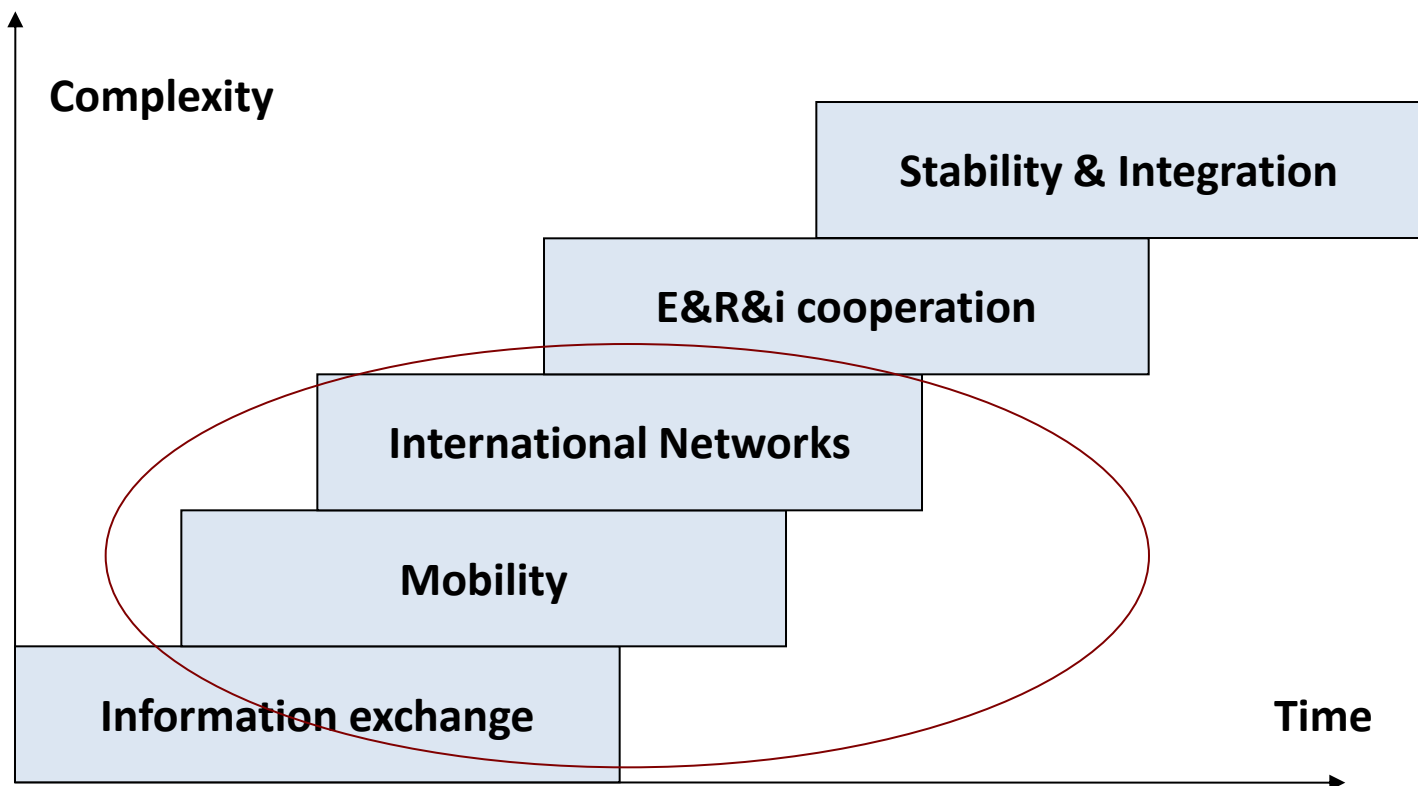 Complexity
Stability & Integration
E&R&i cooperation
International Networks
Mobility
Information exchange
Time